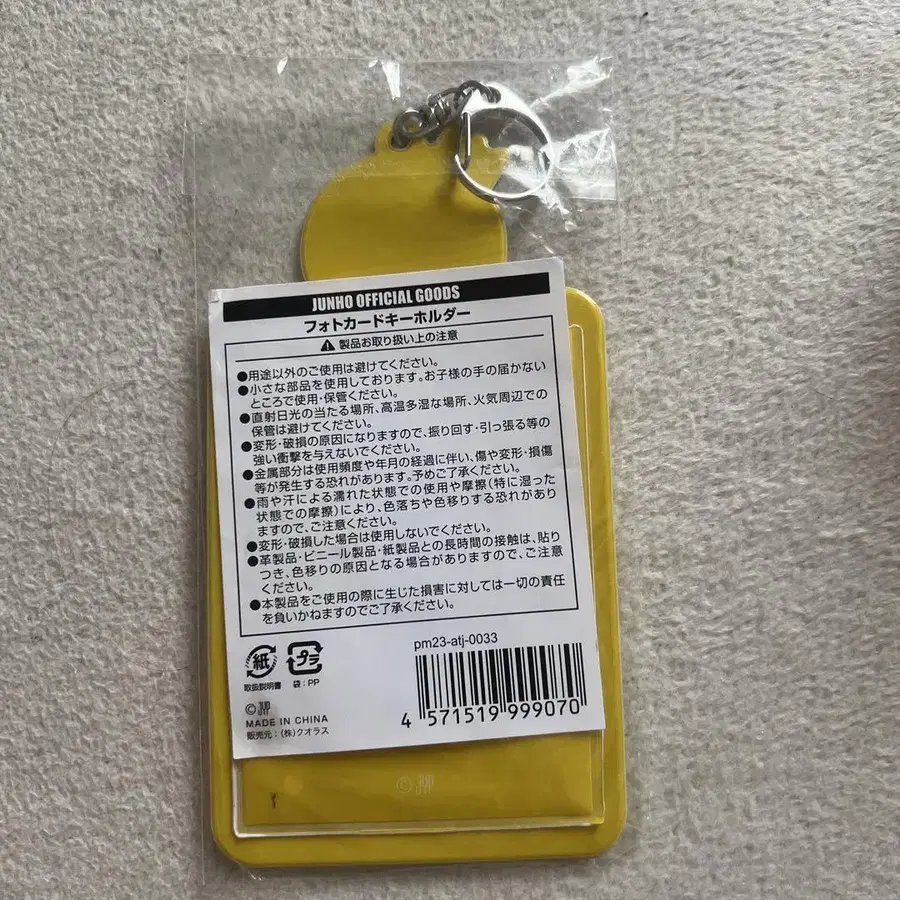 JUNHO OFFICIAL GOODS
フォトカードキーホルダー
⚠ 製品お取り扱い上の注意
●用途以外のご使用は避けてください。
●小さな部品を使用しております。お子様の手の届かない
ところで使用・保管ください。
●直射日光の当たる場所、高温多湿な場所、火気周辺での
保管は避けてください。
●変形・破損の原因になりますので、振り回す・引っ張る等の
強い衝撃を与えないでください。
●金属部分は使用頻度や年月の経過に伴い、傷や変形・損傷
等が発生する恐れがあります。予めご了承ください。
●雨や汗による濡れた状態での使用や摩擦(特に湿った
状態での摩擦)により、色落ちや色移りする恐れがあり
ますので、ご注意ください。
●変形・破損した場合は使用しないでください。
●革製品・ビニール製品・紙製品との長時間の接触は、貼り
つき、色移りの原因となる場合がありますので、ご注意
ください。
●本製品をご使用の際に生じた損害に対しては一切の責任
を負いかねますのでご了承ください。
紙 プラ
取扱説明書 袋:PP
pm23-atj-0033
4 571519 999070
©JYP
MADE IN CHINA
販売元:(株)クオラス
©JYP